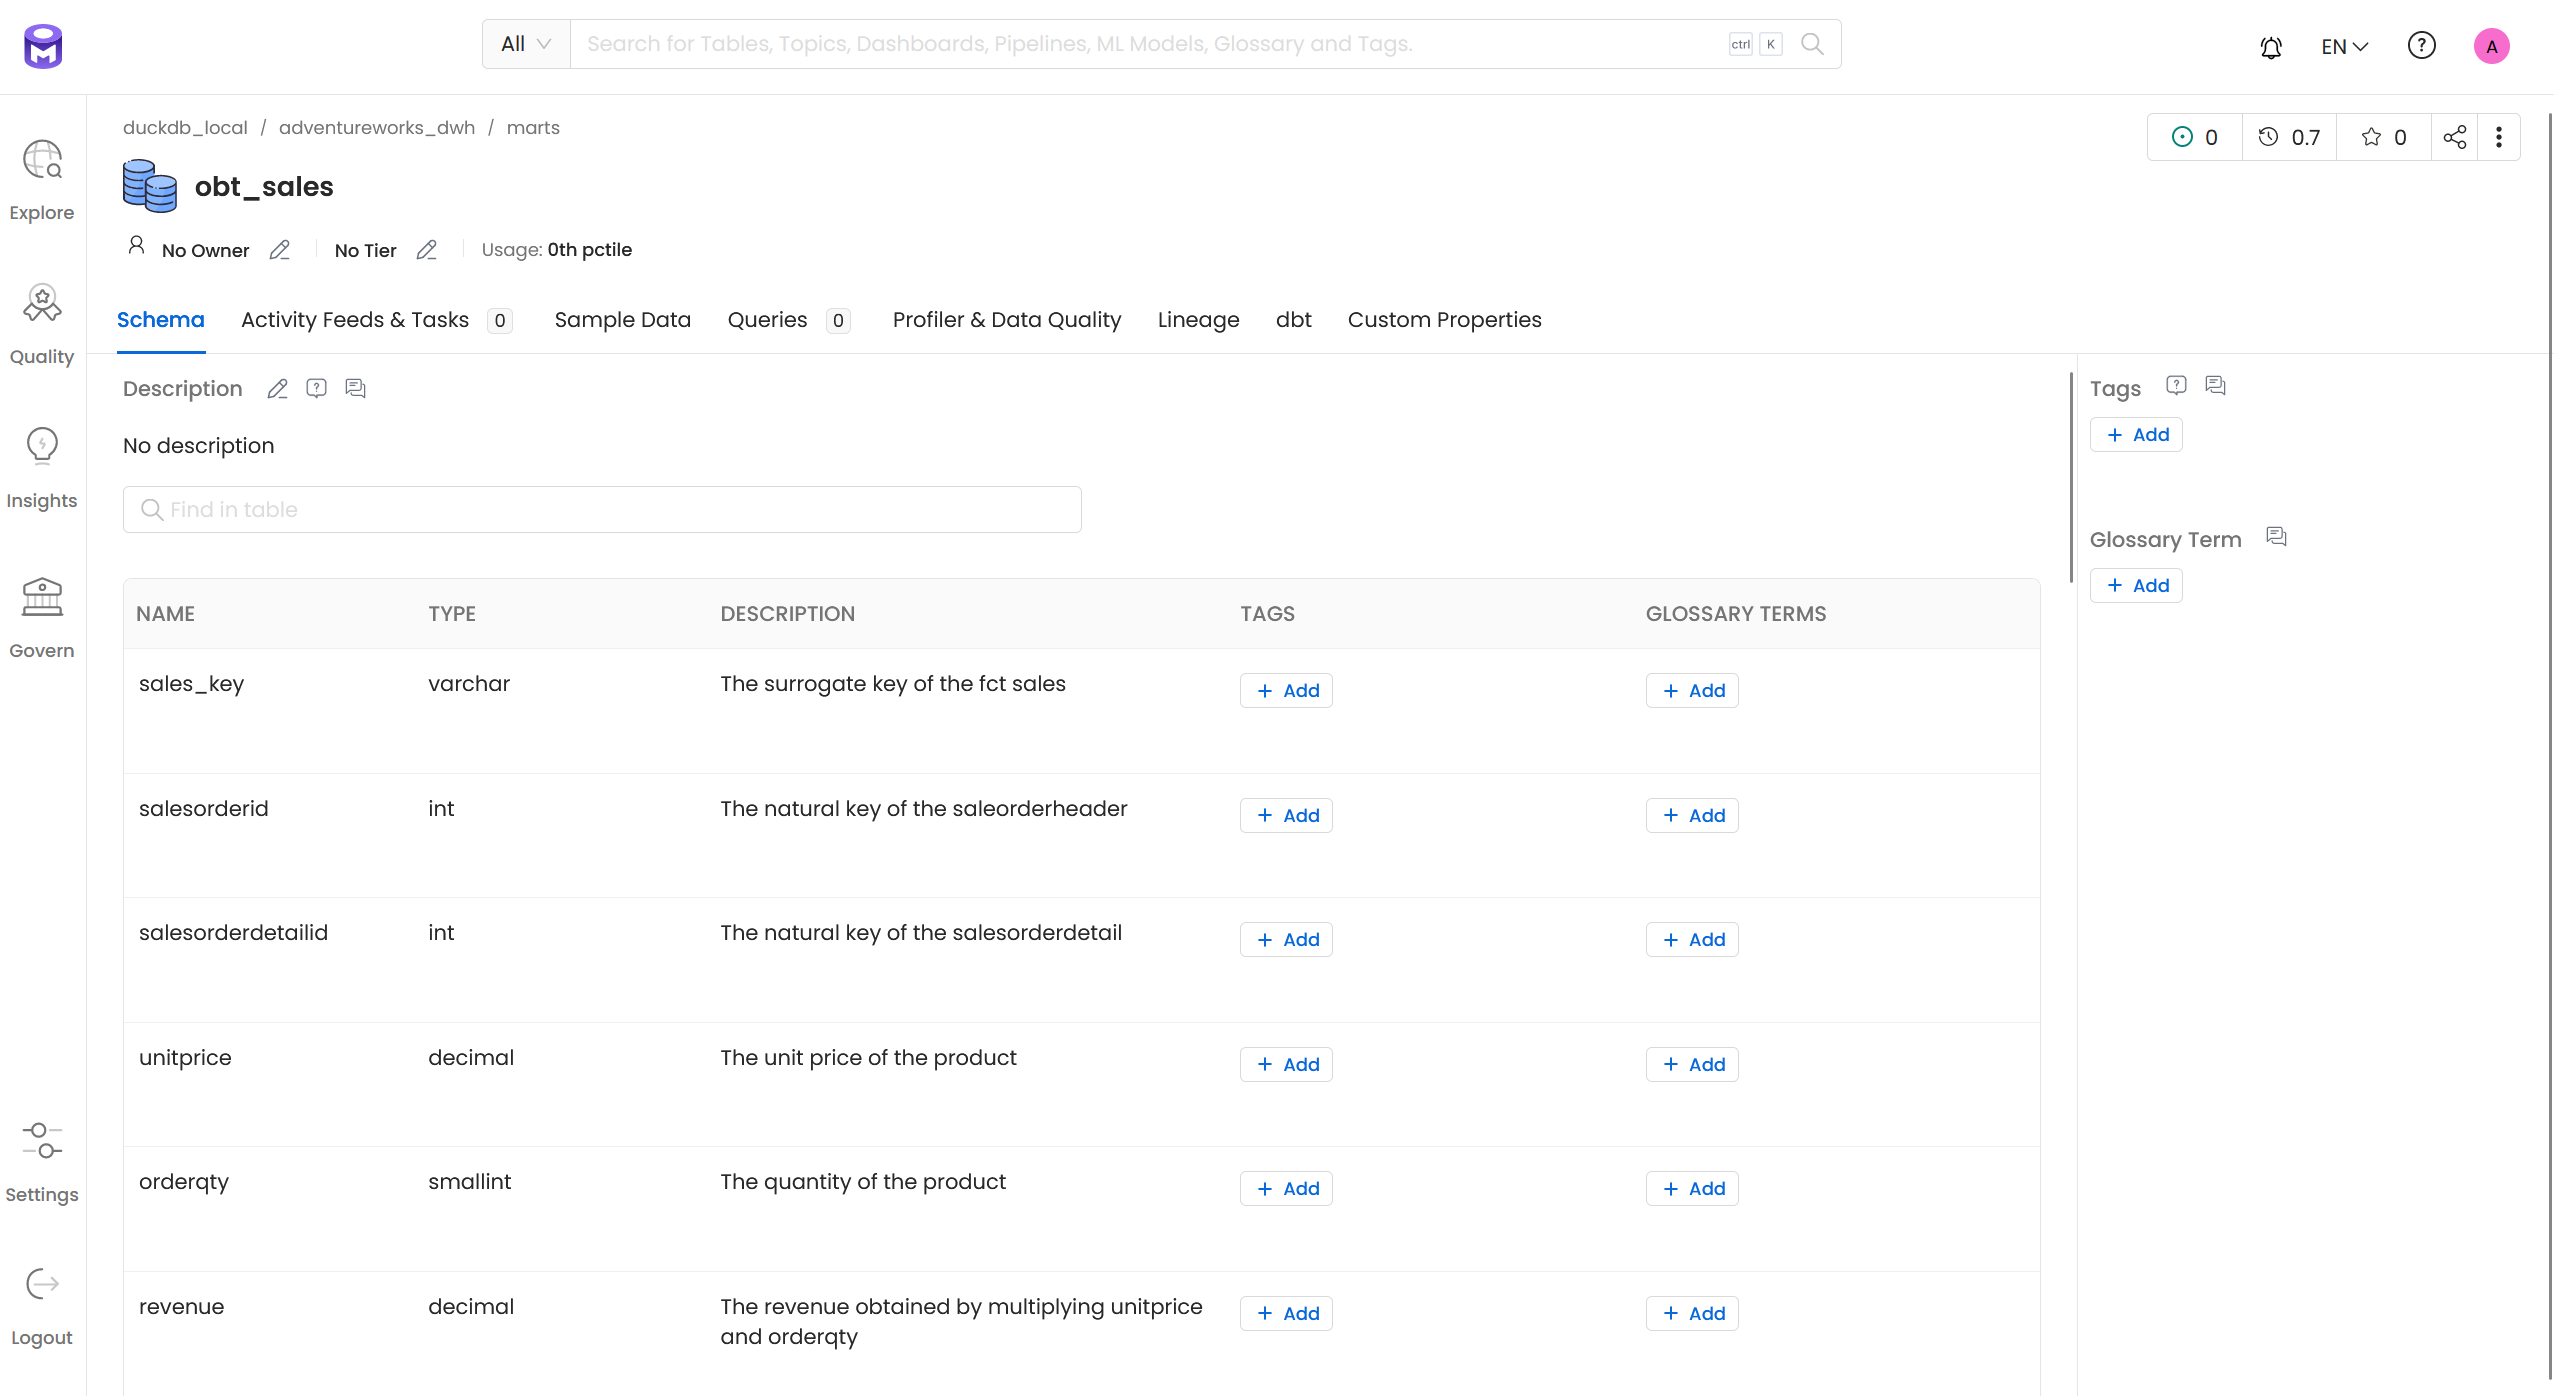 All
Search for Tables, Topics, Dashboards, Pipelines, ML Models, Glossary and Tags.
ctrl K
EN
A
Explore
Quality
Insights
Govern
Settings
Logout
duckdb_local / adventureworks_dwh / marts
0 0.7 0
obt_sales
No Owner No Tier Usage: 0th pctile
Schema Activity Feeds & Tasks 0 Sample Data Queries 0 Profiler & Data Quality Lineage dbt Custom Properties
Description
No description
Find in table
NAME TYPE DESCRIPTION TAGS GLOSSARY TERMS
sales_key varchar The surrogate key of the fct sales + Add + Add
salesorderid int The natural key of the saleorderheader + Add + Add
salesorderdetailid int The natural key of the salesorderdetail + Add + Add
unitprice decimal The unit price of the product + Add + Add
orderqty smallint The quantity of the product + Add + Add
revenue decimal The revenue obtained by multiplying unitprice + Add + Add
and orderqty
Tags
+ Add
Glossary Term
+ Add